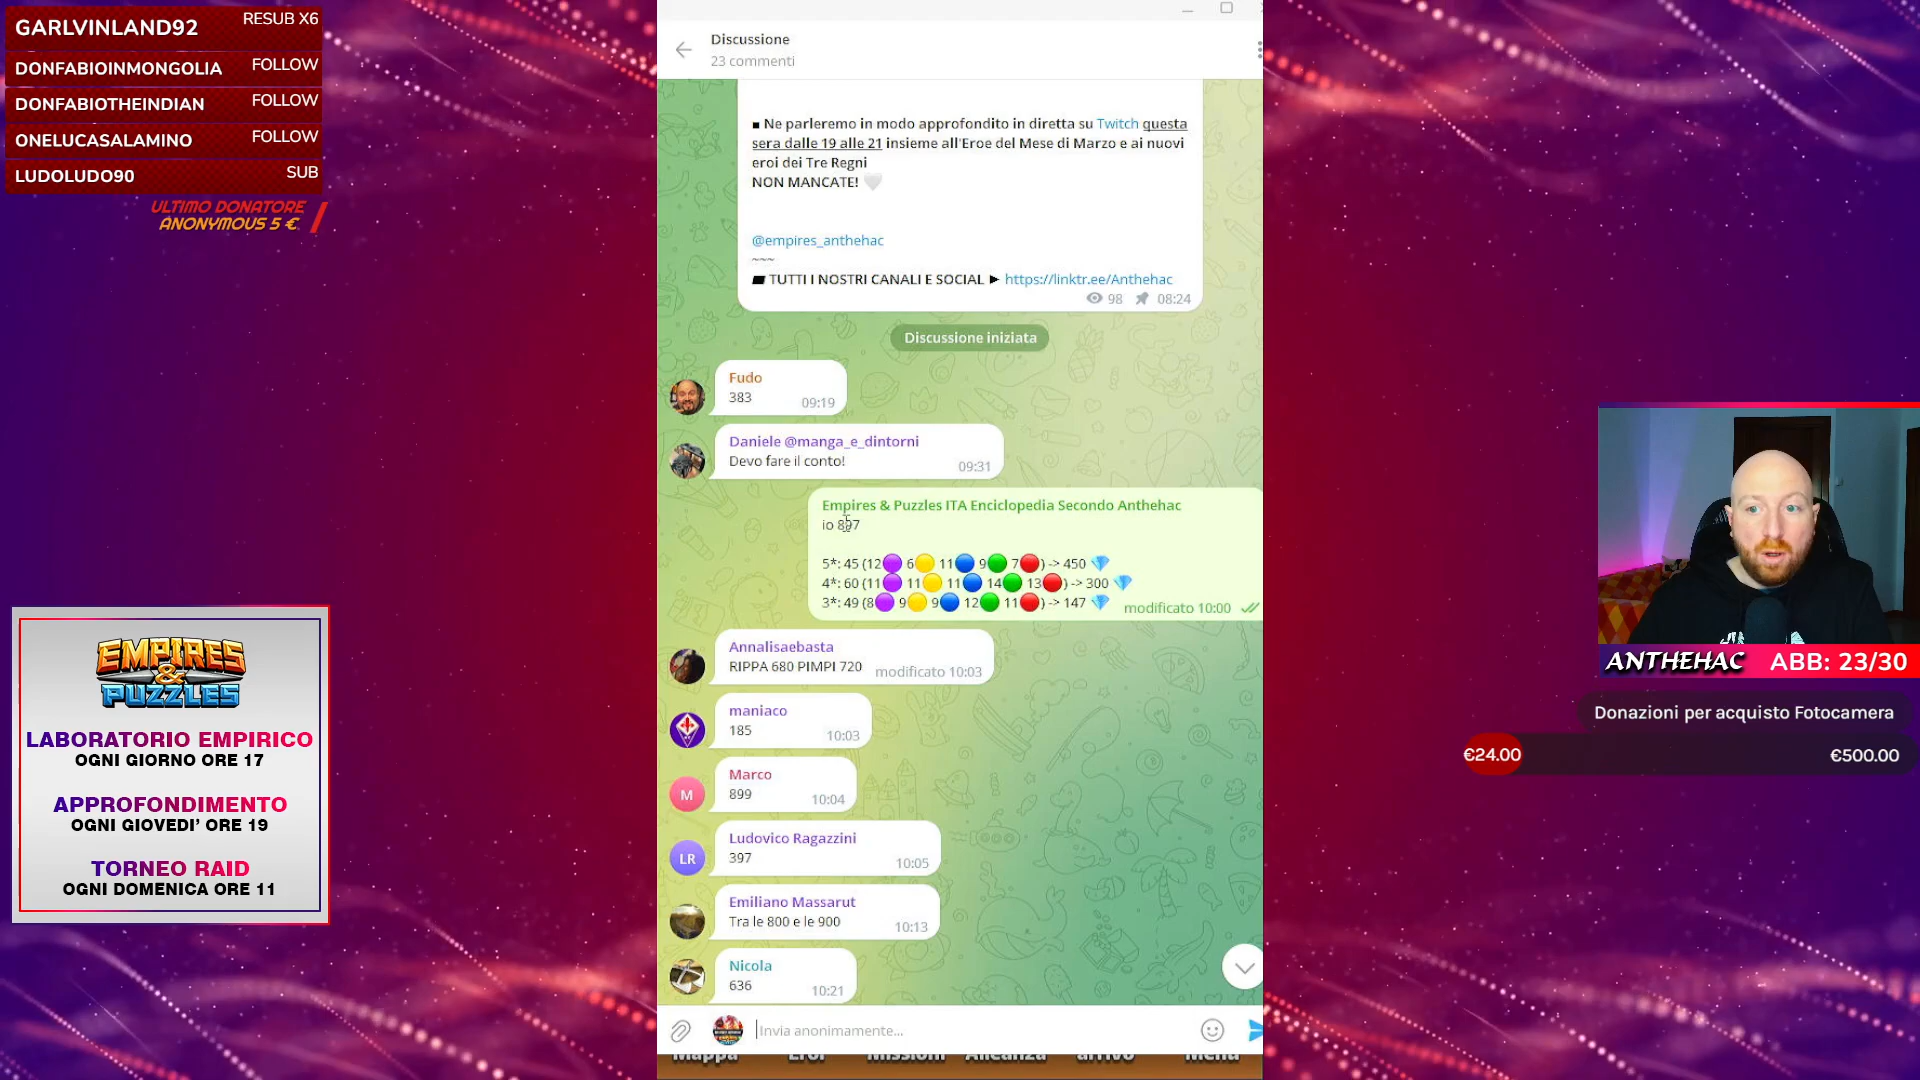 GARLVINLAND92 RESUB X6
DONFABIOINMONGOLIA FOLLOW
DONFABIOTHEINDIAN FOLLOW
ONELUCASALAMINO FOLLOW
LUDOLUDO90 SUB
ULTIMO DONATORE
ANONYMOUS 5 €
EMPIRES
&
PUZZLES
LABORATORIO EMPIRICO
OGNI GIORNO ORE 17
APPROFONDIMENTO
OGNI GIOVEDI' ORE 19
TORNEO RAID
OGNI DOMENICA ORE 11
Discussione
23 commenti
■ Ne parleremo in modo approfondito in diretta su Twitch questa
sera dalle 19 alle 21 insieme all'Eroe del Mese di Marzo e ai nuovi
eroi dei Tre Regni
NON MANCATE! 🤍
@empires_anthehac
~~~
TUTTI I NOSTRI CANALI E SOCIAL ► https://linktr.ee/Anthehac
98 08:24
Discussione iniziata
Fudo
383 09:19
Daniele @manga_e_dintorni
Devo fare il conto! 09:31
Empires & Puzzles ITA Enciclopedia Secondo Anthehac
io 897
5*: 45 (12🟣 6🟡 11🔵 9🟢 7🔴) -> 450 💎
4*: 60 (11🟣 11🟡 11🔵 14🟢 13🔴) -> 300 💎
3*: 49 (8🟣 9🟡 9🔵 12🟢 11🔴) -> 147 💎 modificato 10:00
Annalisaebasta
RIPPA 680 PIMPI 720 modificato 10:03
maniaco
185 10:03
M
Marco
899 10:04
LR
Ludovico Ragazzini
397 10:05
Emiliano Massarut
Tra le 800 e le 900 10:13
Nicola
636 10:21
Invia anonimamente...
Mappa Eroi Missioni Alleanza arrivo Menu
ANTHEHAC ABB: 23/30
Donazioni per acquisto Fotocamera
€24.00 €500.00